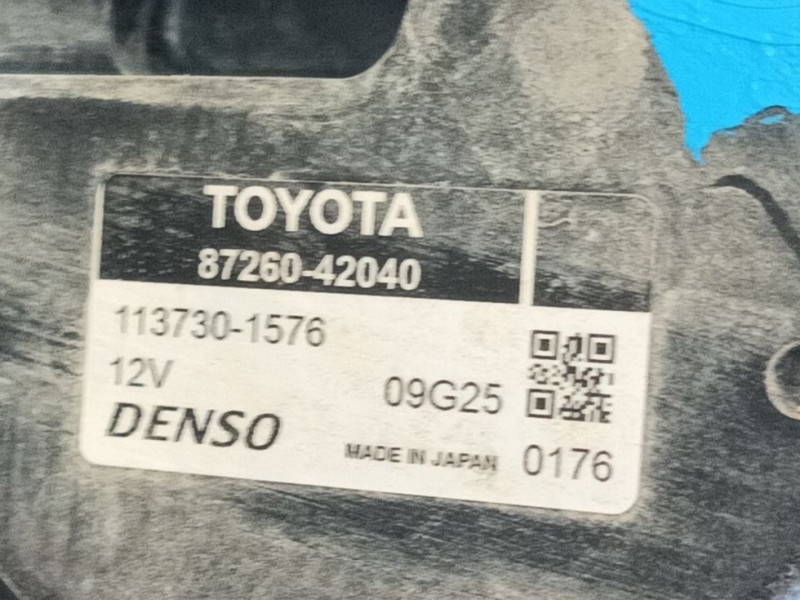 TOYOTA
87260-42040
113730-1576
12V
09G25
DENSO
MADE IN JAPAN 0176